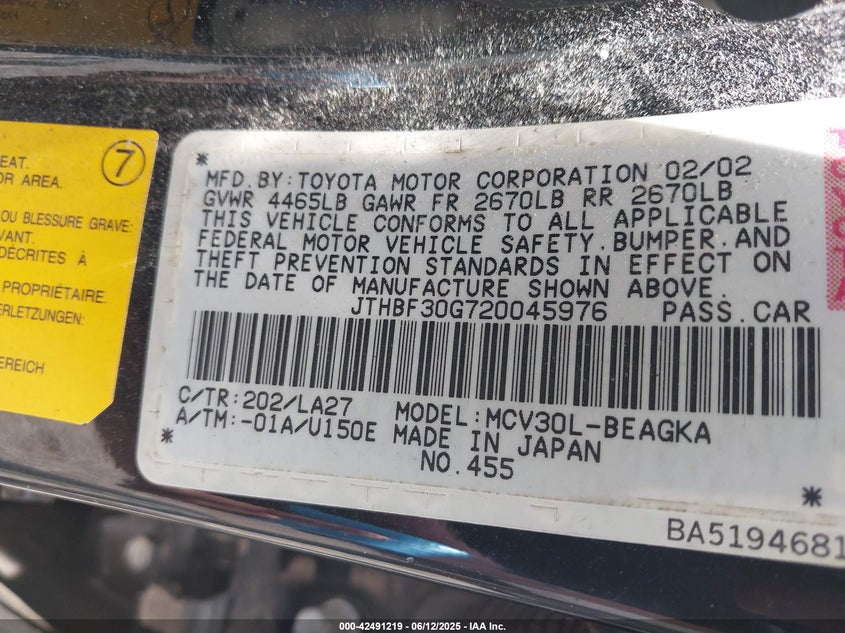 EAT.
OR AREA.
7
OU BLESSURE GRAVE:
VANT.
DÉCRITES À
PROPRIÉTAIRE.
ERLETZUNGEN:
EREICH
*
MFD. BY: TOYOTA MOTOR CORPORATION 02/02
GVWR 4465LB GAWR FR 2670LB RR 2670LB
THIS VEHICLE CONFORMS TO ALL APPLICABLE
FEDERAL MOTOR VEHICLE SAFETY, BUMPER, AND
THEFT PREVENTION STANDARDS IN EFFECT ON
THE DATE OF MANUFACTURE SHOWN ABOVE.
JTHBF30G720045976 PASS. CAR
C/TR: 202/LA27 MODEL: MCV30L-BEAGKA
A/TM: -01A/U150E MADE IN JAPAN
* NO. 455 *
BA5194681
000-42491219 - 06/12/2025 - IAA Inc.